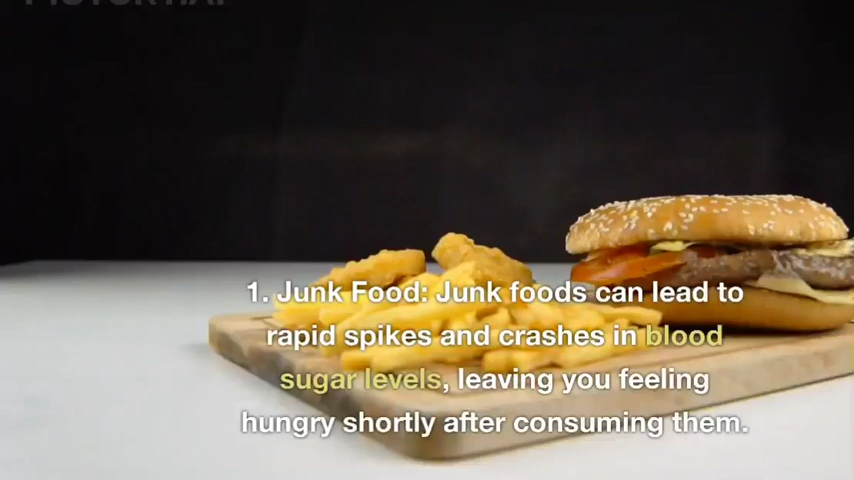 1. Junk Food: Junk foods can lead to
rapid spikes and crashes in blood
sugar levels, leaving you feeling
hungry shortly after consuming them.